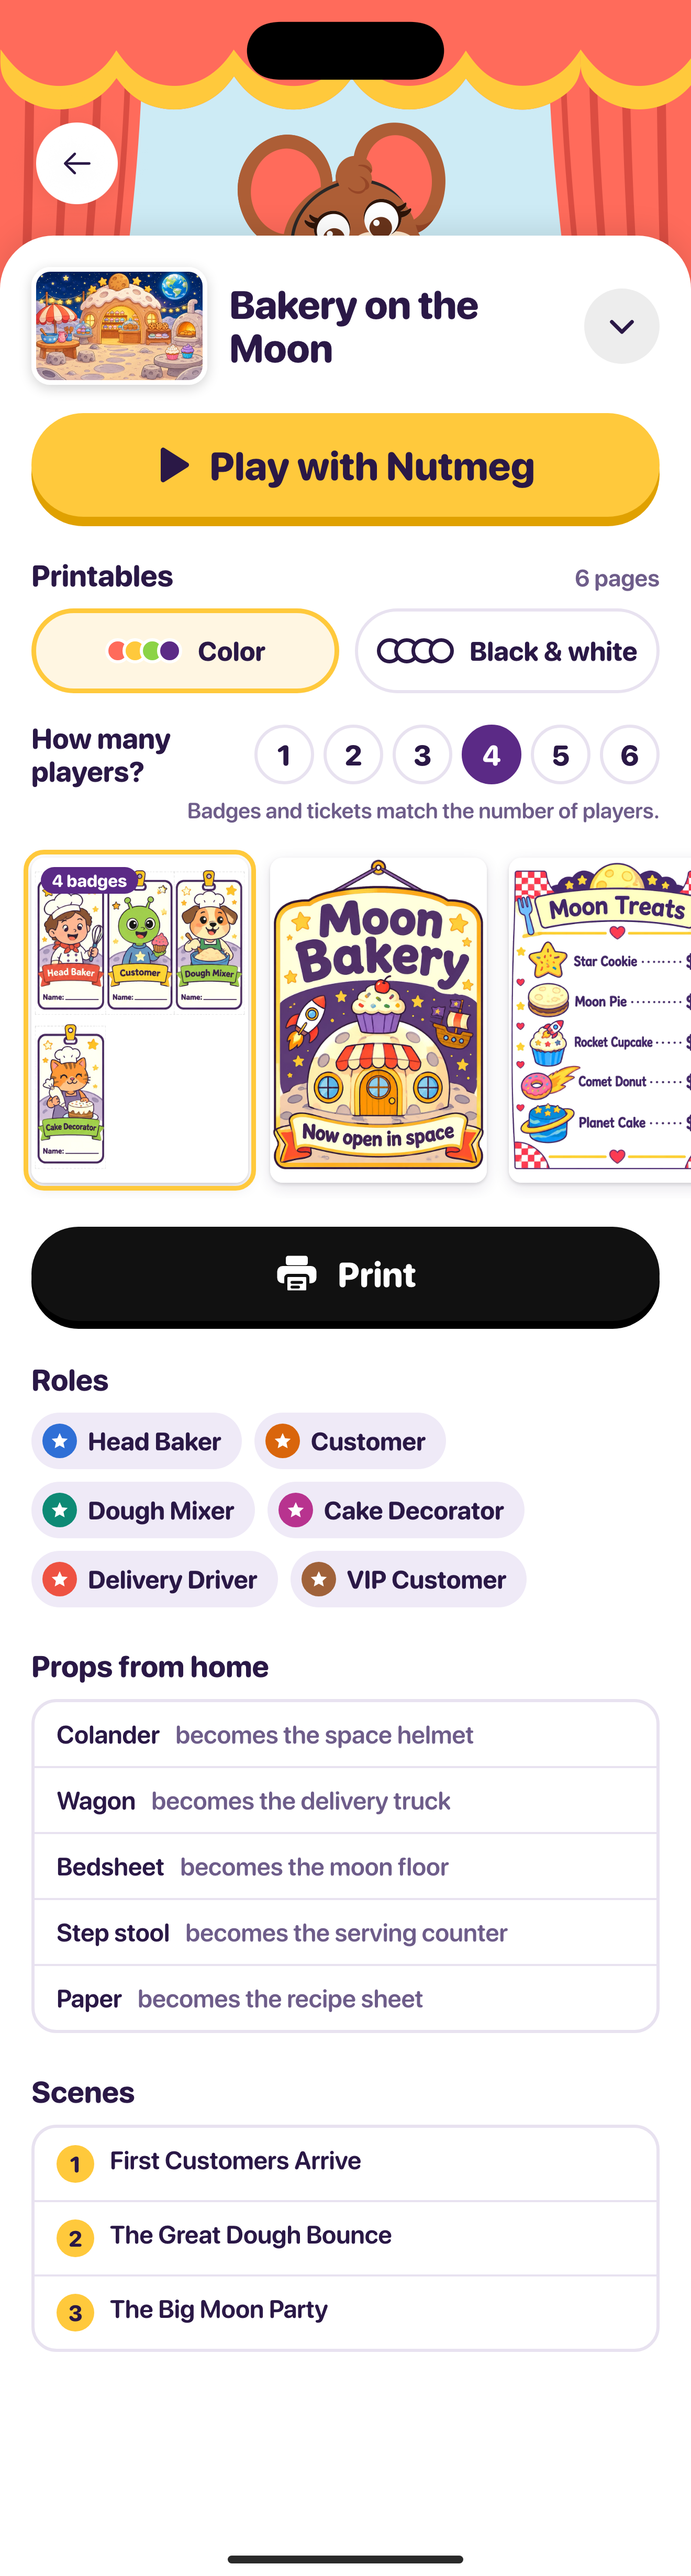 Bakery on the
Moon
Play with Nutmeg
Printables
6 pages
Color
Black & white
How many
players?
1
2
3
4
5
6
Badges and tickets match the number of players.
4 badges
Head Baker
Customer
Dough Mixer
Name:
Name:
Name:
Cake Decorator
Name:
Moon
Bakery
Now open in space
Moon Treats
Star Cookie
Moon Pie
Rocket Cupcake
Comet Donut
Planet Cake
Print
Roles
Head Baker
Customer
Dough Mixer
Cake Decorator
Delivery Driver
VIP Customer
Props from home
Colander becomes the space helmet
Wagon becomes the delivery truck
Bedsheet becomes the moon floor
Step stool becomes the serving counter
Paper becomes the recipe sheet
Scenes
1 First Customers Arrive
2 The Great Dough Bounce
3 The Big Moon Party